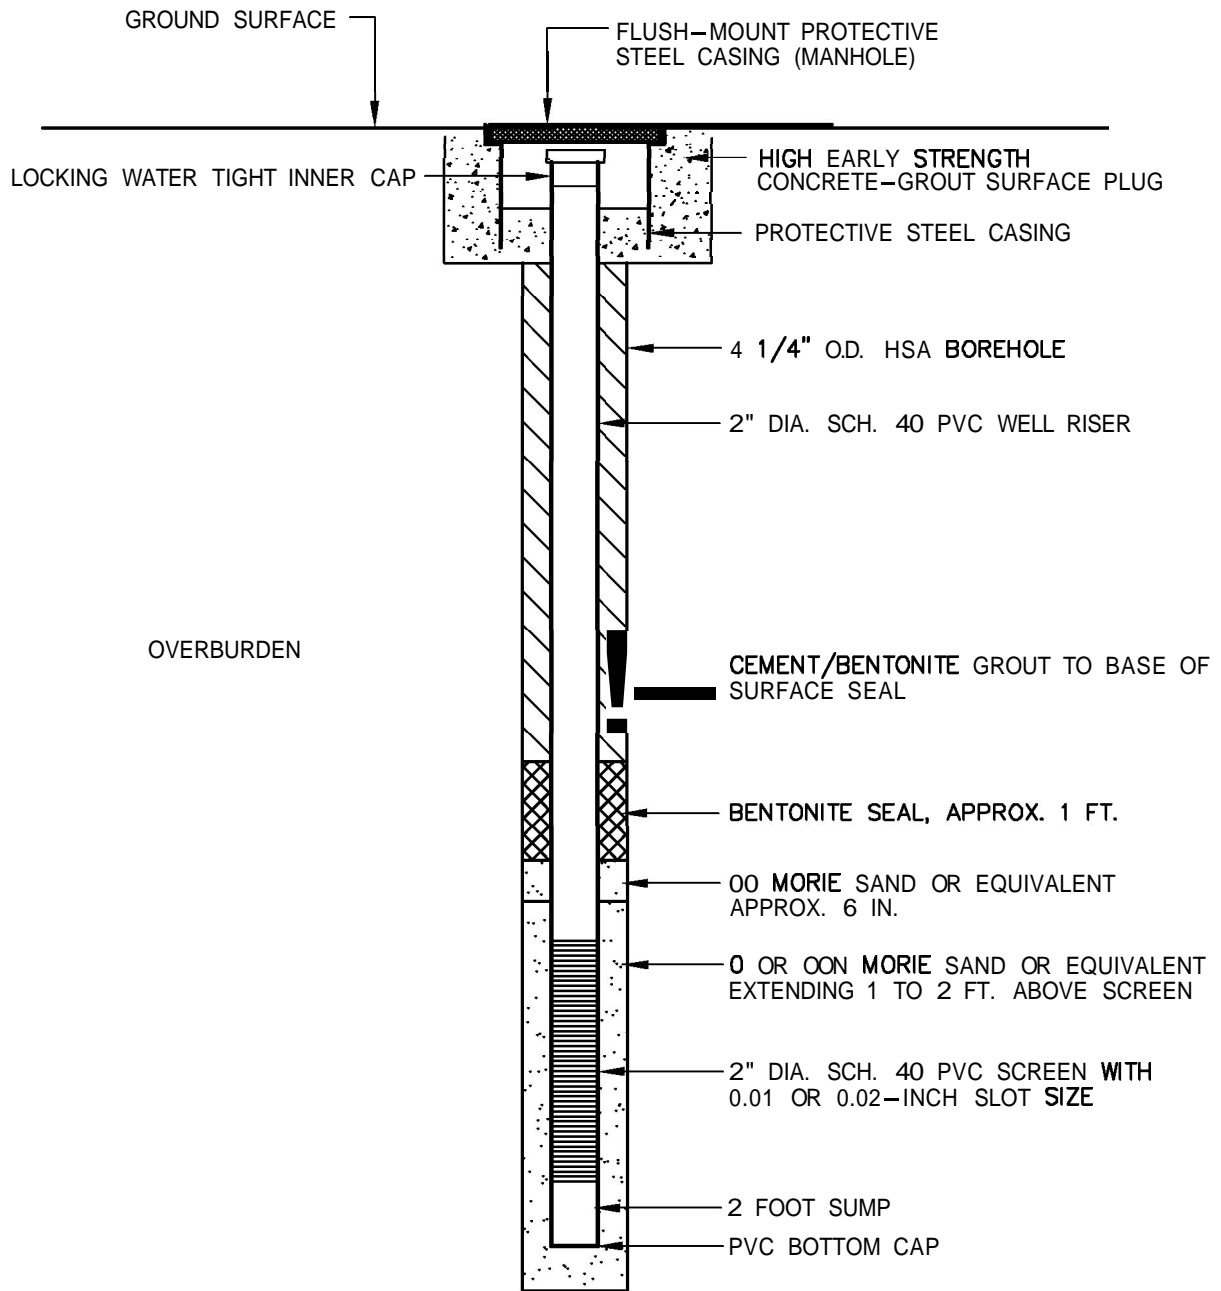 GROUND SURFACE
FLUSH–MOUNT PROTECTIVE
STEEL CASING (MANHOLE)
LOCKING WATER TIGHT INNER CAP
HIGH EARLY STRENGTH
CONCRETE–GROUT SURFACE PLUG
PROTECTIVE STEEL CASING
4 1/4" O.D. HSA BOREHOLE
2" DIA. SCH. 40 PVC WELL RISER
OVERBURDEN
CEMENT/BENTONITE GROUT TO BASE OF
SURFACE SEAL
BENTONITE SEAL, APPROX. 1 FT.
00 MORIE SAND OR EQUIVALENT
APPROX. 6 IN.
0 OR OON MORIE SAND OR EQUIVALENT
EXTENDING 1 TO 2 FT. ABOVE SCREEN
2" DIA. SCH. 40 PVC SCREEN WITH
0.01 OR 0.02–INCH SLOT SIZE
2 FOOT SUMP
PVC BOTTOM CAP